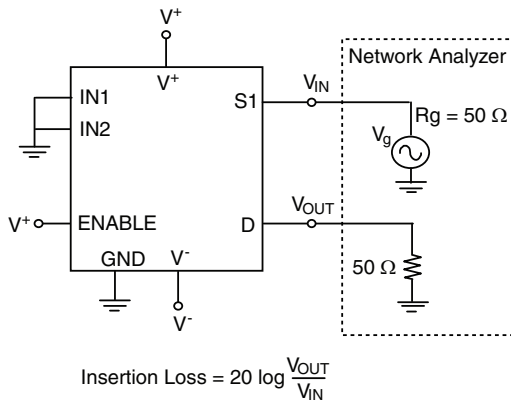 V+
V+
Network Analyzer
IN1
S1
VIN
Rg = 50 Ω
IN2
Vg
V+
ENABLE
D
VOUT
GND
V-
50 Ω
V-
Insertion Loss = 20 log VOUT
VIN